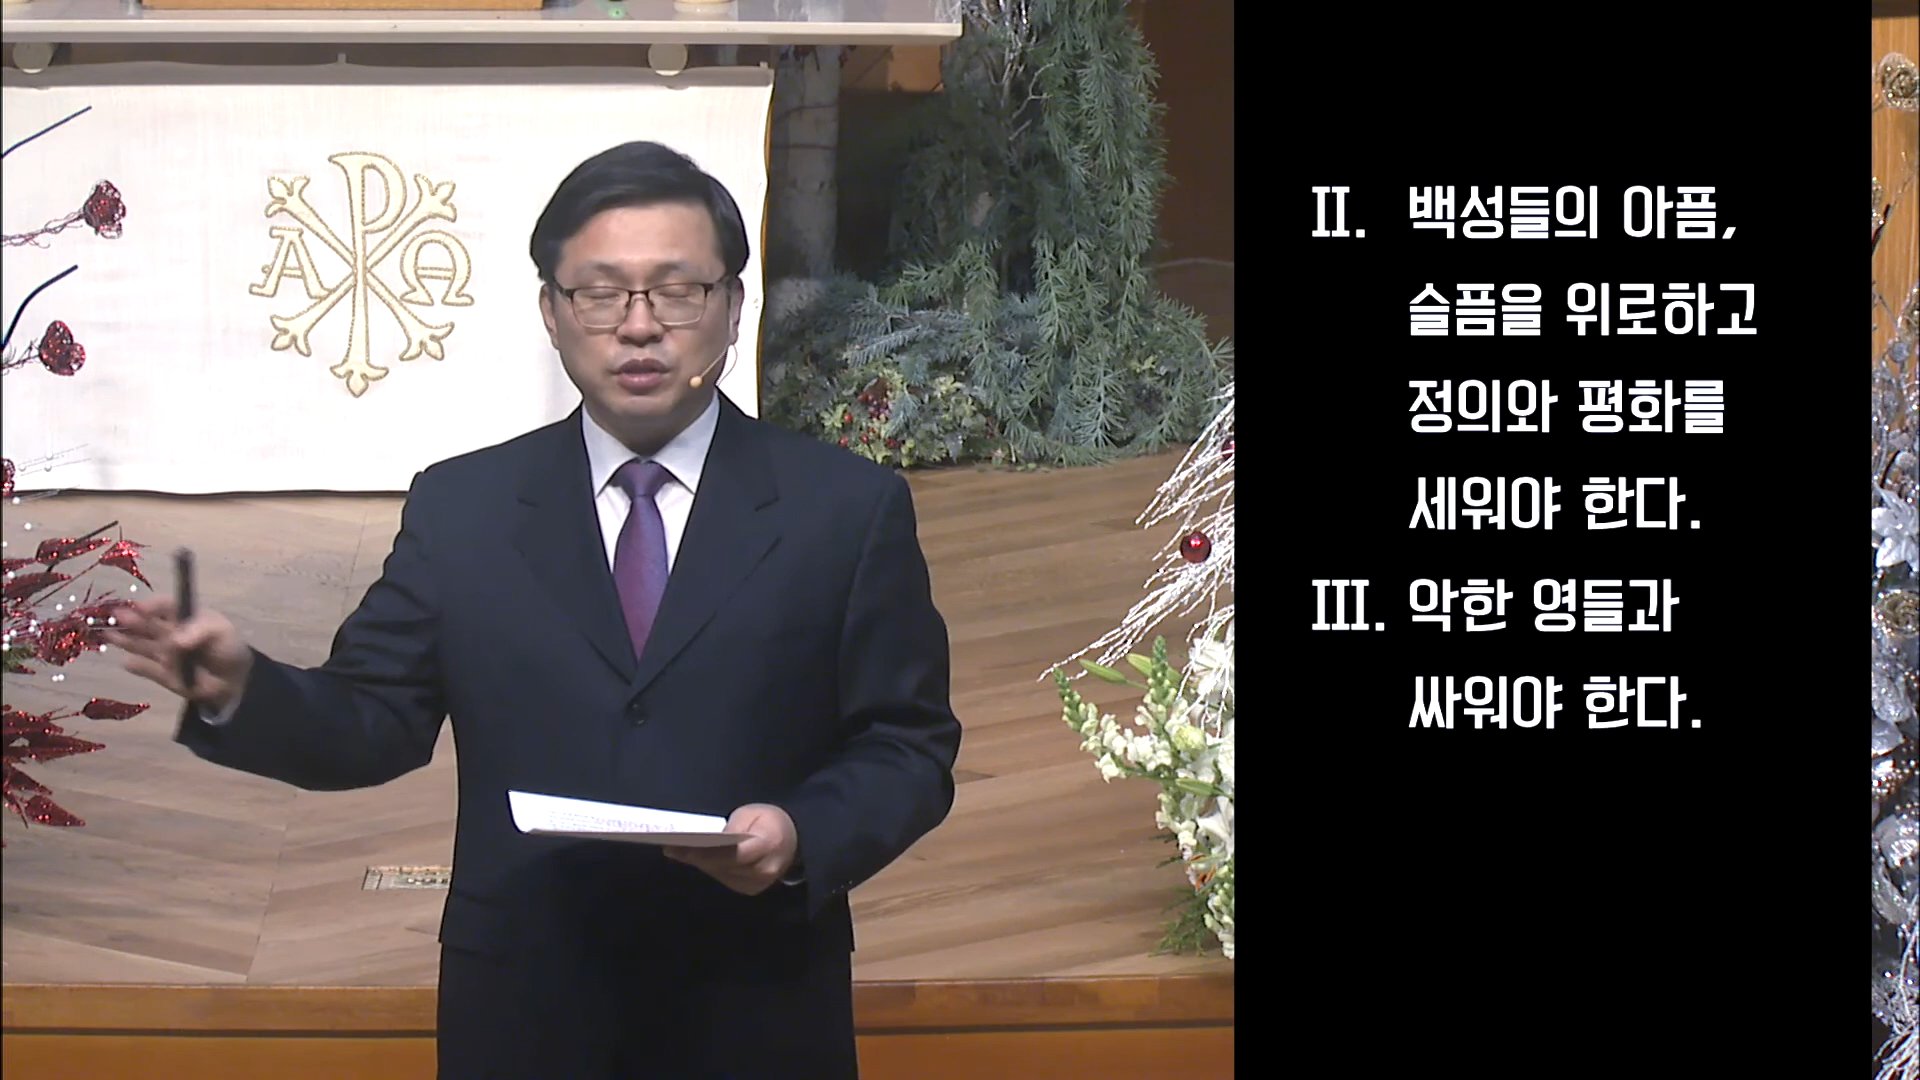 Α Ω
II. 백성들의 아픔,
슬픔을 위로하고
정의와 평화를
세워야 한다.
III. 악한 영들과
싸워야 한다.